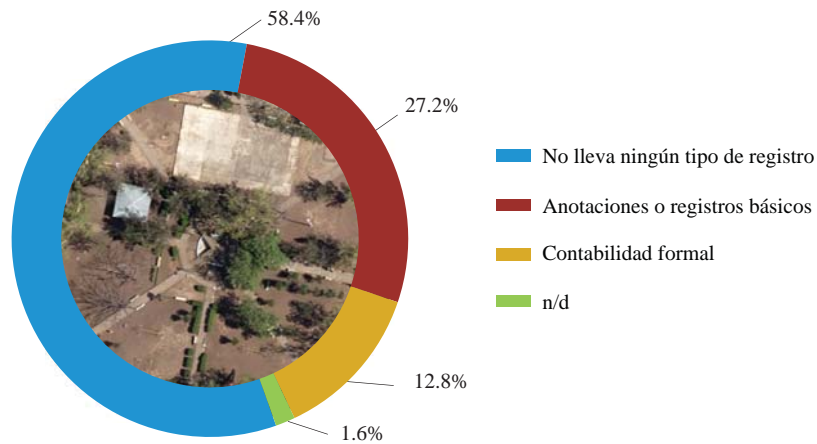 58.4%
27.2%
No lleva ningún tipo de registro
Anotaciones o registros básicos
Contabilidad formal
n/d
12.8%
1.6%